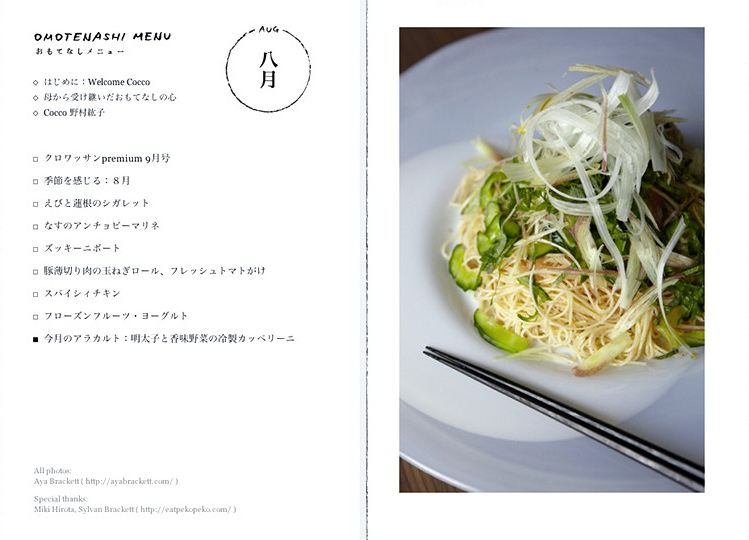 OMOTENASHI MENU
おもてなしメニュー
AUG
八月
◇ はじめに：Welcome Cocco
◇ 母から受け継いだおもてなしの心
◇ Cocco 野村紘子
□ クロワッサンpremium 9月号
□ 季節を感じる：８月
□ えびと蓮根のシガレット
□ なすのアンチョビーマリネ
□ ズッキーニボート
□ 豚薄切り肉の玉ねぎロール、フレッシュトマトがけ
□ スパイシィチキン
□ フローズンフルーツ・ヨーグルト
■ 今月のアラカルト：明太子と香味野菜の冷製カッペリーニ
All photos:
Aya Brackett ( http://ayabrackett.com/ )
Special thanks:
Miki Hirota, Sylvan Brackett ( http://eatpekopeko.com/ )